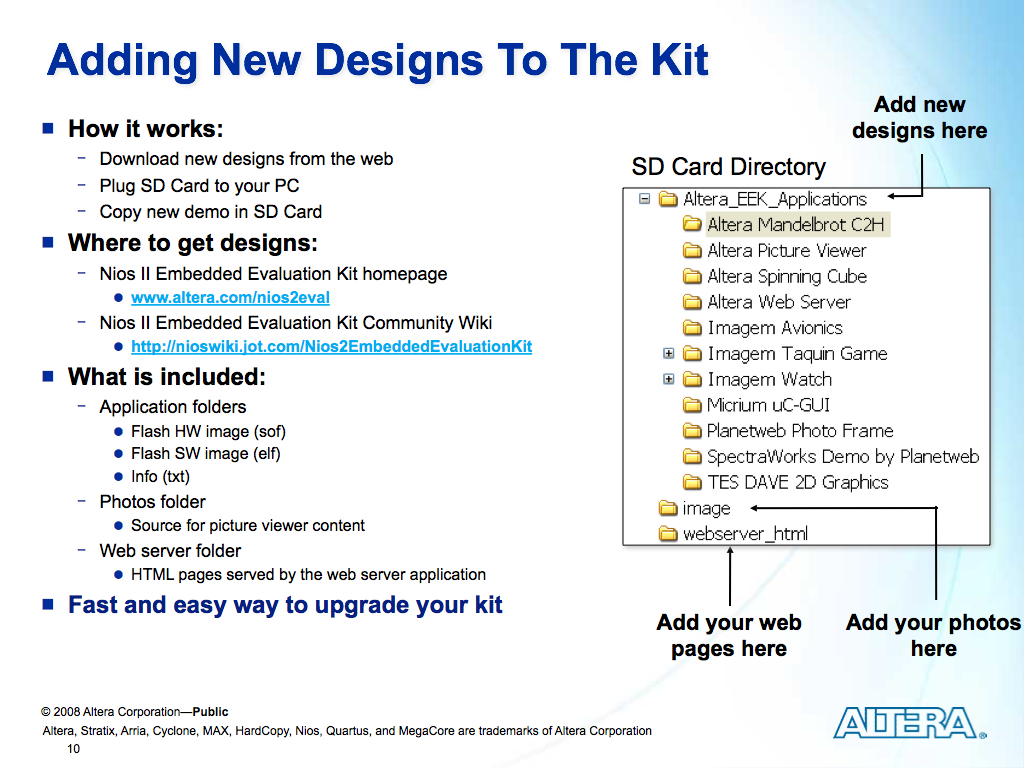 Adding New Designs To The Kit
How it works:
– Download new designs from the web
– Plug SD Card to your PC
– Copy new demo in SD Card
Where to get designs:
– Nios II Embedded Evaluation Kit homepage
www.altera.com/nios2eval
– Nios II Embedded Evaluation Kit Community Wiki
http://nioswiki.jot.com/Nios2EmbeddedEvaluationKit
What is included:
– Application folders
Flash HW image (sof)
Flash SW image (elf)
Info (txt)
– Photos folder
Source for picture viewer content
– Web server folder
HTML pages served by the web server application
Fast and easy way to upgrade your kit
Add new
designs here
SD Card Directory
Altera_EEK_Applications
Altera Mandelbrot C2H
Altera Picture Viewer
Altera Spinning Cube
Altera Web Server
Imagem Avionics
Imagem Taquin Game
Imagem Watch
Micrium uC-GUI
Planetweb Photo Frame
SpectraWorks Demo by Planetweb
TES DAVE 2D Graphics
image
webserver_html
Add your web
pages here
Add your photos
here
© 2008 Altera Corporation—Public
Altera, Stratix, Arria, Cyclone, MAX, HardCopy, Nios, Quartus, and MegaCore are trademarks of Altera Corporation
10
ALTERA®